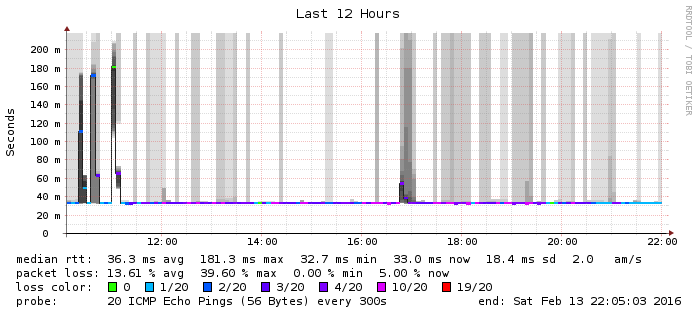 Last 12 Hours
RRDTOOL / TOBI OETIKER
Seconds
200 m
180 m
160 m
140 m
120 m
100 m
80 m
60 m
40 m
20 m
0
12:00 14:00 16:00 18:00 20:00 22:00
median rtt: 36.3 ms avg 181.3 ms max 32.7 ms min 33.0 ms now 18.4 ms sd 2.0 am/s
packet loss: 13.61 % avg 39.60 % max 0.00 % min 5.00 % now
loss color: 0 1/20 2/20 3/20 4/20 10/20 19/20
probe: 20 ICMP Echo Pings (56 Bytes) every 300s end: Sat Feb 13 22:05:03 2016